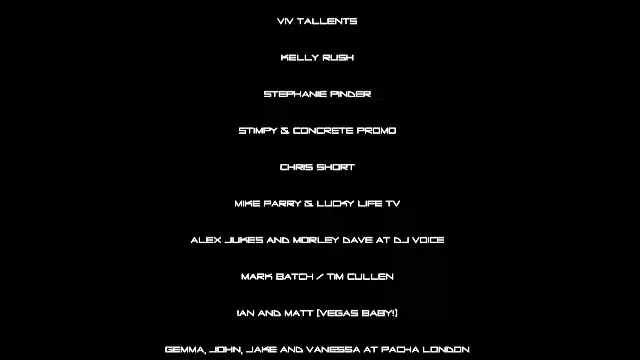 VIV TALLENTS
KELLY RUSH
STEPHANIE PINDER
STIMPY & CONCRETE PROMO
CHRIS SHORT
MIKE PARRY & LUCKY LIFE TV
ALEX JUKES AND MORLEY DAVE AT DJ VOICE
MARK BATCH / TIM CULLEN
IAN AND MATT (VEGAS BABY!)
GEMMA, JOHN, JAKE AND VANESSA AT PACHA LONDON